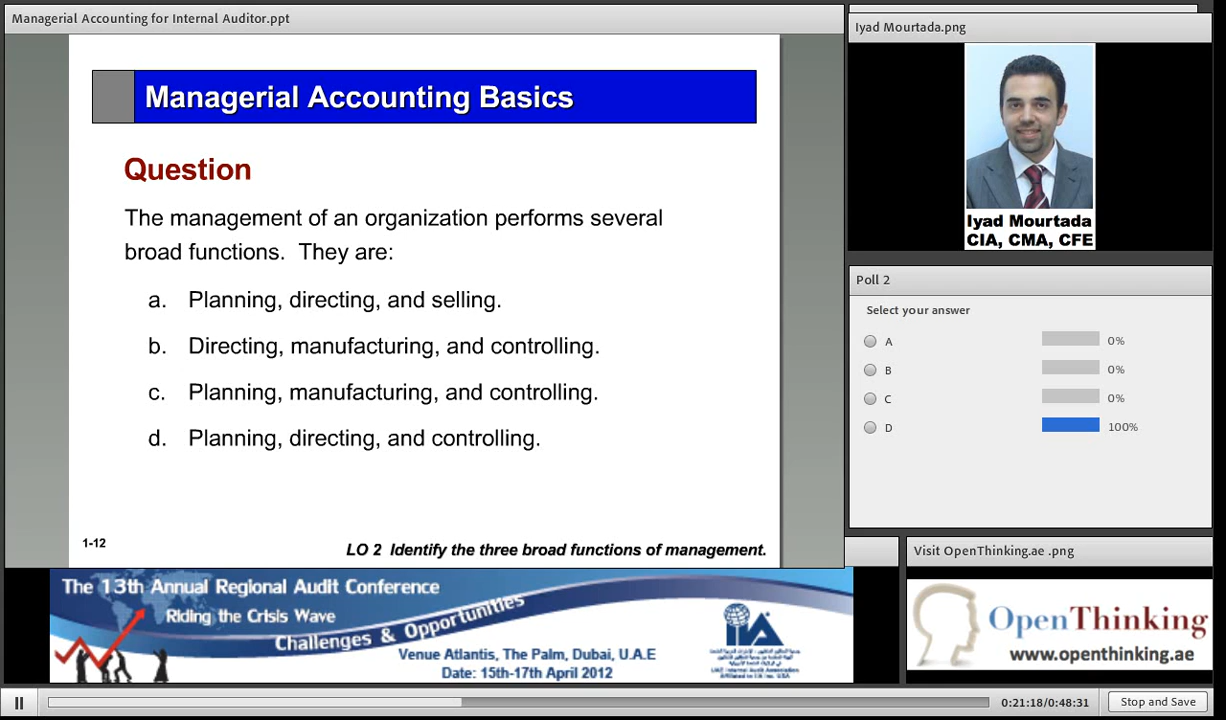 Managerial Accounting for Internal Auditor.ppt
Managerial Accounting Basics
Question
The management of an organization performs several
broad functions. They are:
a. Planning, directing, and selling.
b. Directing, manufacturing, and controlling.
c. Planning, manufacturing, and controlling.
d. Planning, directing, and controlling.
1-12
LO 2 Identify the three broad functions of management.
Iyad Mourtada.png
Iyad Mourtada
CIA, CMA, CFE
Poll 2
Select your answer
A 0%
B 0%
C 0%
D 100%
The 13th Annual Regional Audit Conference
Riding the Crisis Wave
Challenges & Opportunities
Venue Atlantis, The Palm, Dubai, U.A.E
Date: 15th-17th April 2012
IIA
Visit OpenThinking.ae .png
OpenThinking
www.openthinking.ae
0:21:18/0:48:31
Stop and Save